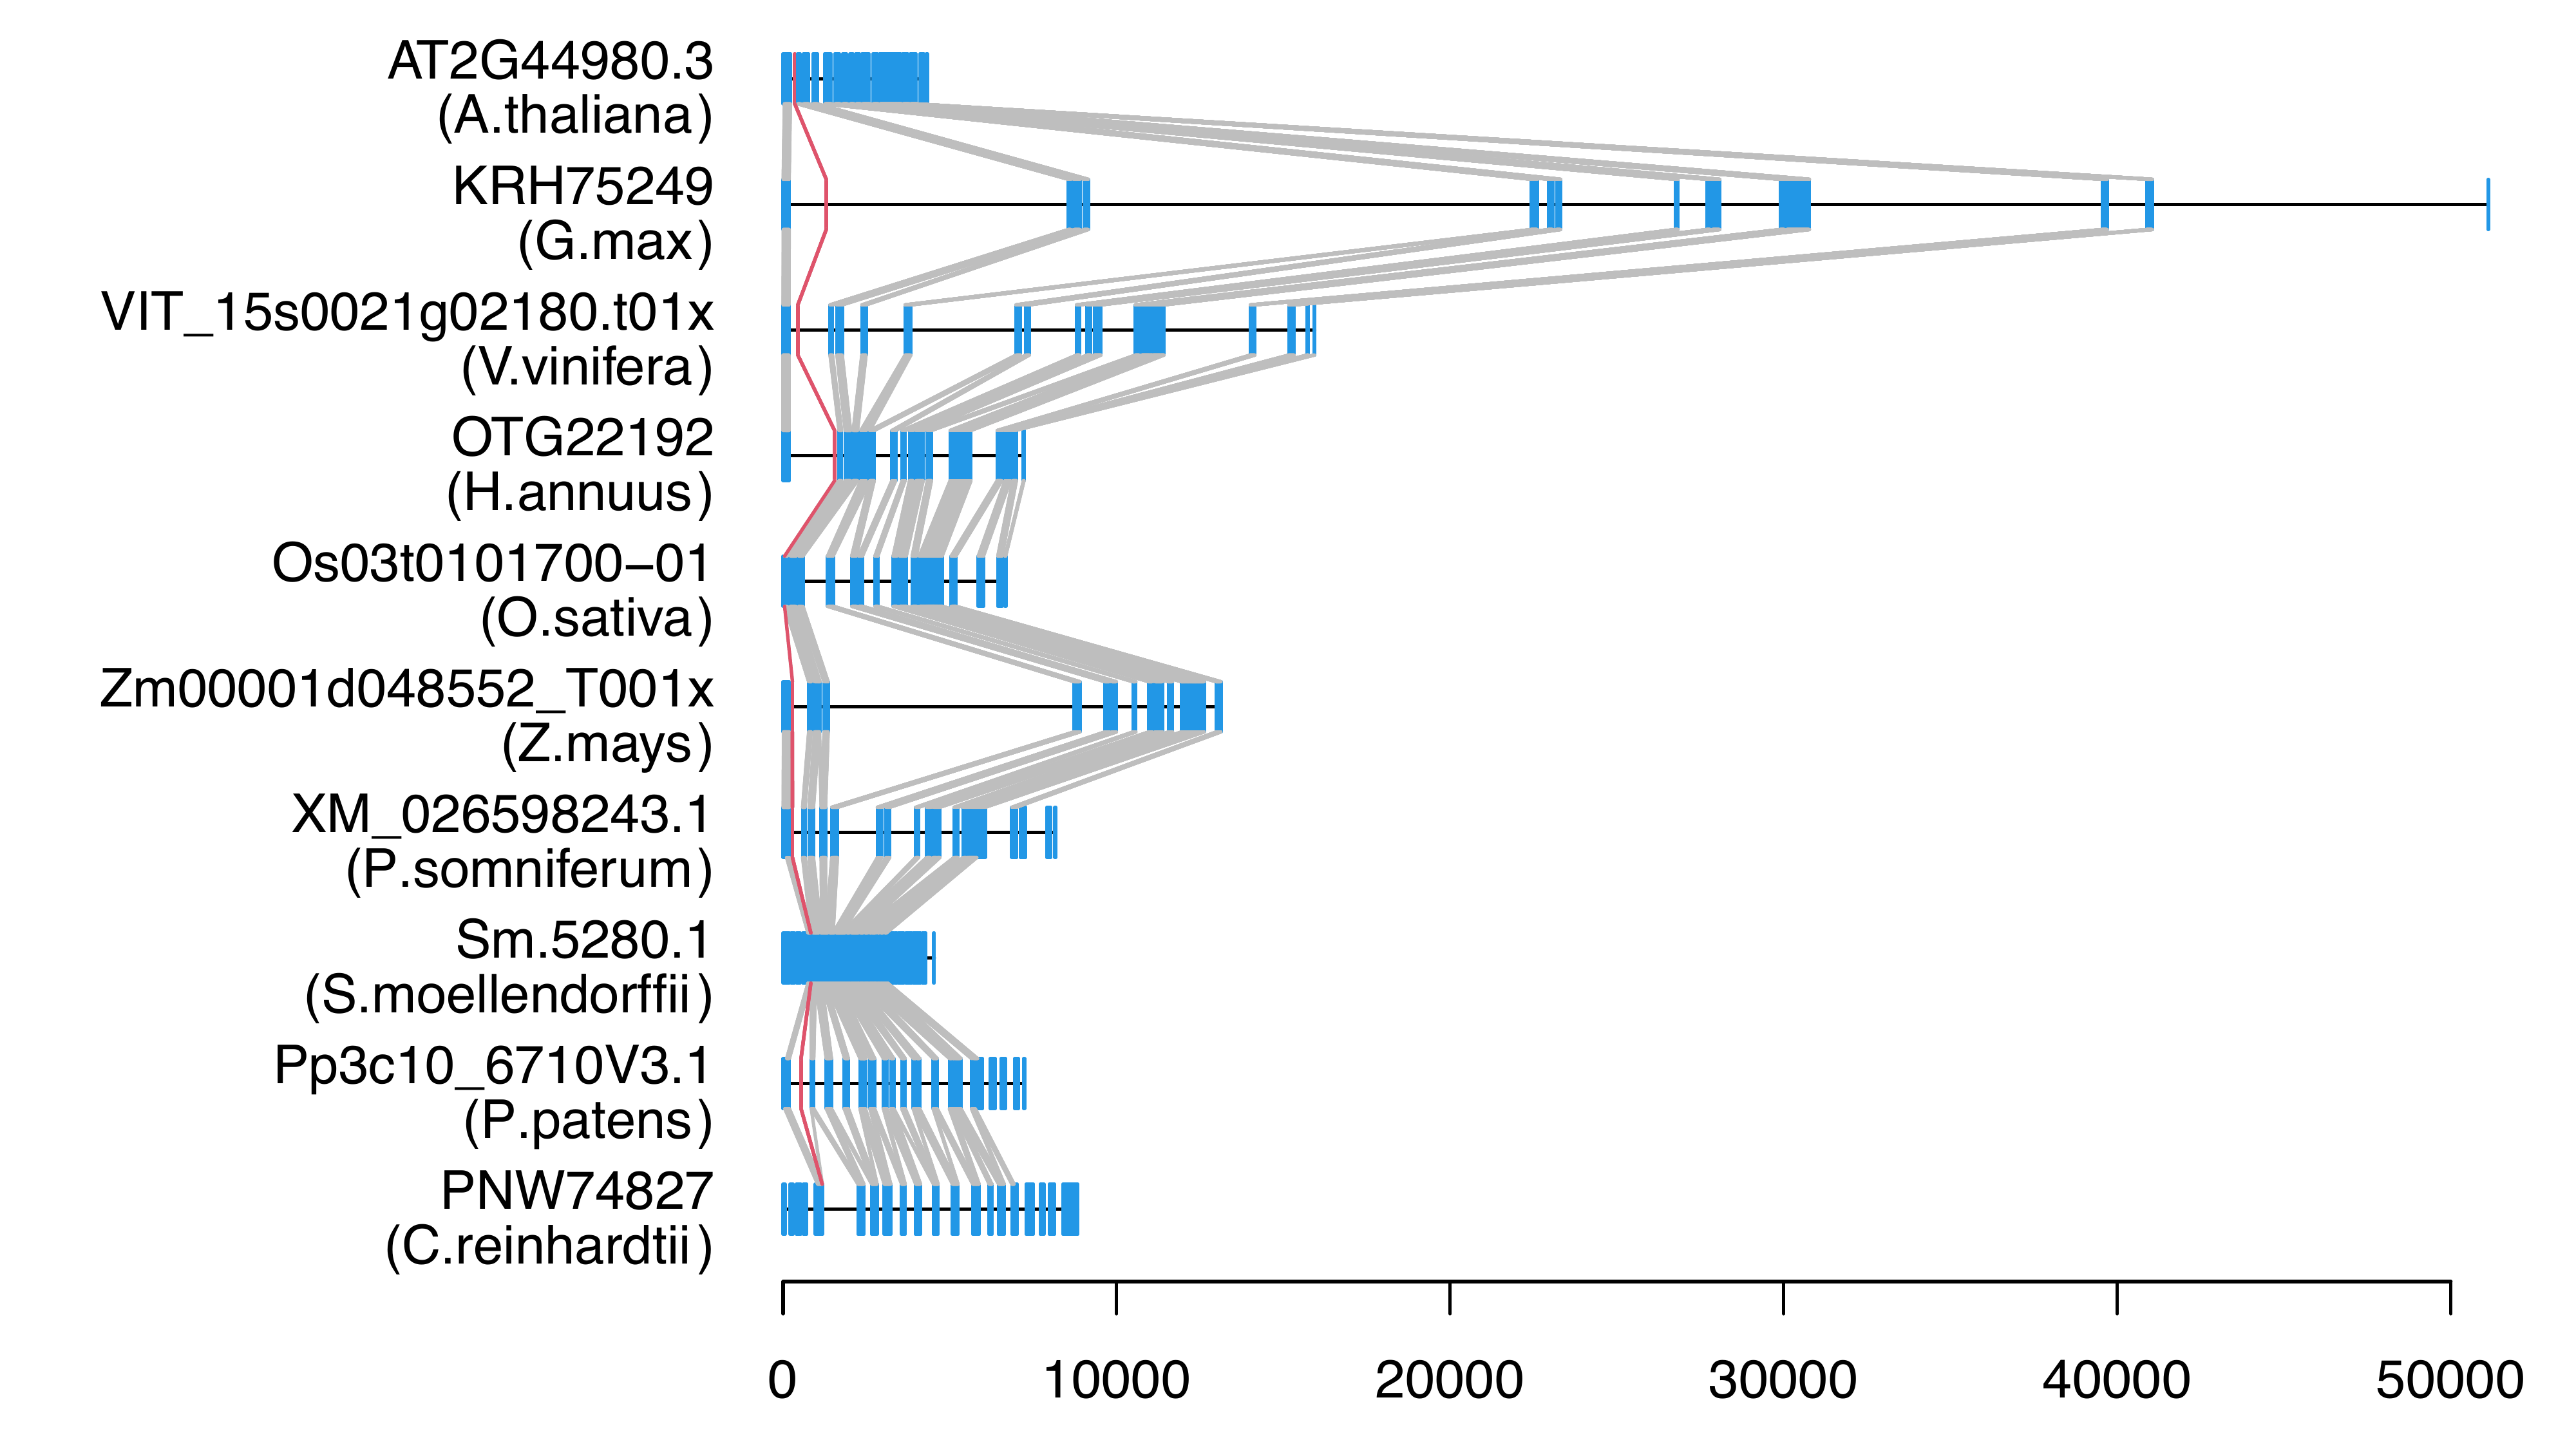 AT2G44980.3
(A.thaliana)
KRH75249
(G.max)
VIT_15s0021g02180.t01x
(V.vinifera)
OTG22192
(H.annuus)
Os03t0101700−01
(O.sativa)
Zm00001d048552_T001x
(Z.mays)
XM_026598243.1
(P.somniferum)
Sm.5280.1
(S.moellendorffii)
Pp3c10_6710V3.1
(P.patens)
PNW74827
(C.reinhardtii)
0 10000 20000 30000 40000 50000